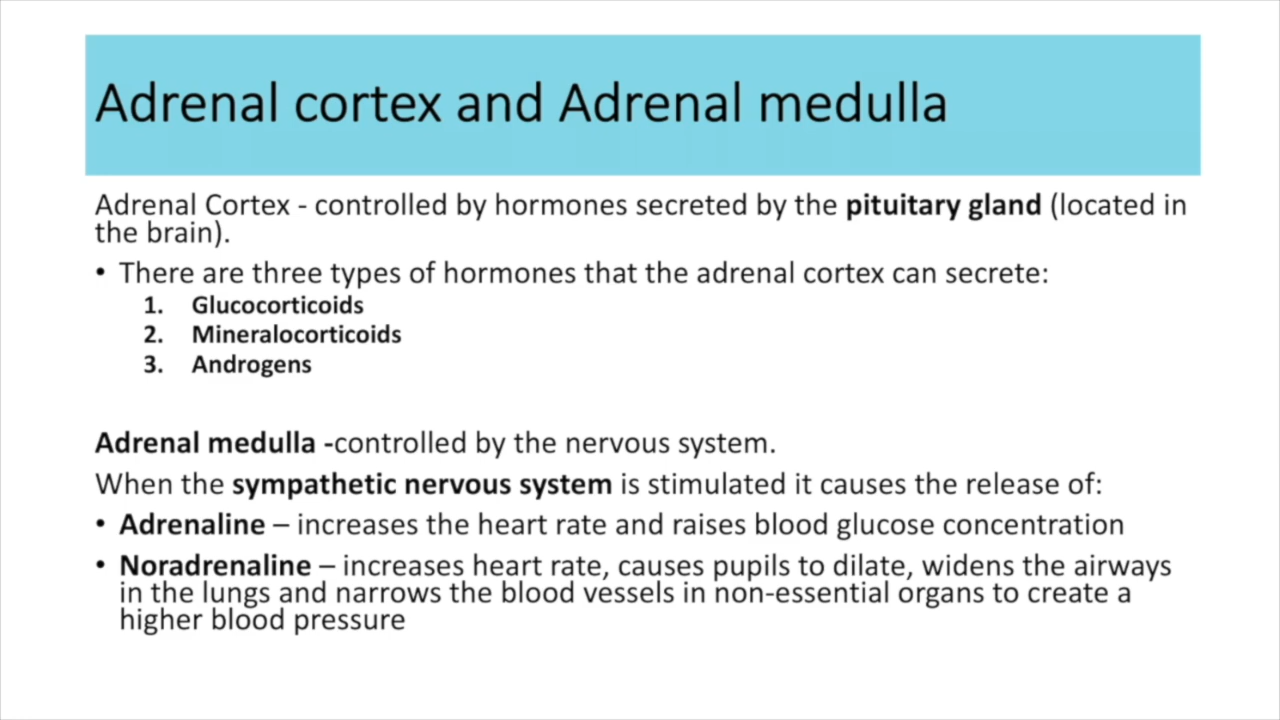 Adrenal cortex and Adrenal medulla
Adrenal Cortex - controlled by hormones secreted by the pituitary gland (located in
the brain).
• There are three types of hormones that the adrenal cortex can secrete:
1. Glucocorticoids
2. Mineralocorticoids
3. Androgens
Adrenal medulla -controlled by the nervous system.
When the sympathetic nervous system is stimulated it causes the release of:
• Adrenaline – increases the heart rate and raises blood glucose concentration
• Noradrenaline – increases heart rate, causes pupils to dilate, widens the airways
in the lungs and narrows the blood vessels in non-essential organs to create a
higher blood pressure